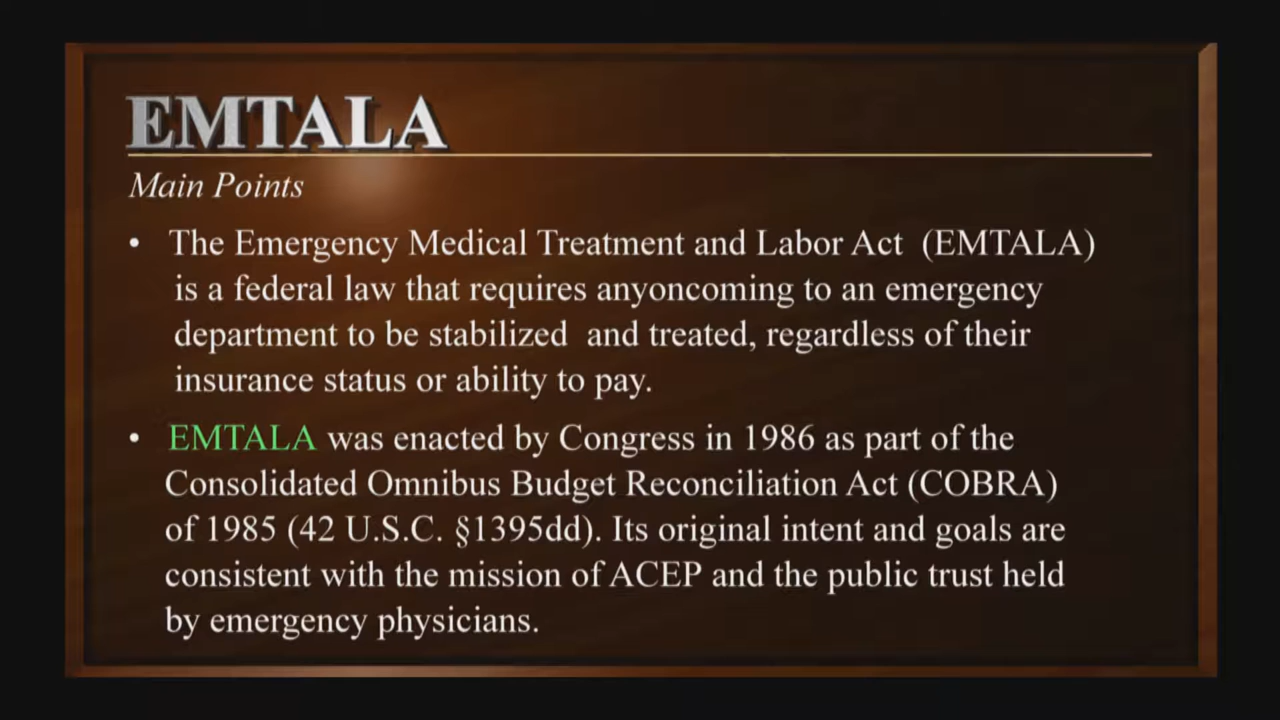 EMTALA
Main Points
• The Emergency Medical Treatment and Labor Act (EMTALA)
is a federal law that requires anyoncoming to an emergency
department to be stabilized and treated, regardless of their
insurance status or ability to pay.
• EMTALA was enacted by Congress in 1986 as part of the
Consolidated Omnibus Budget Reconciliation Act (COBRA)
of 1985 (42 U.S.C. §1395dd). Its original intent and goals are
consistent with the mission of ACEP and the public trust held
by emergency physicians.